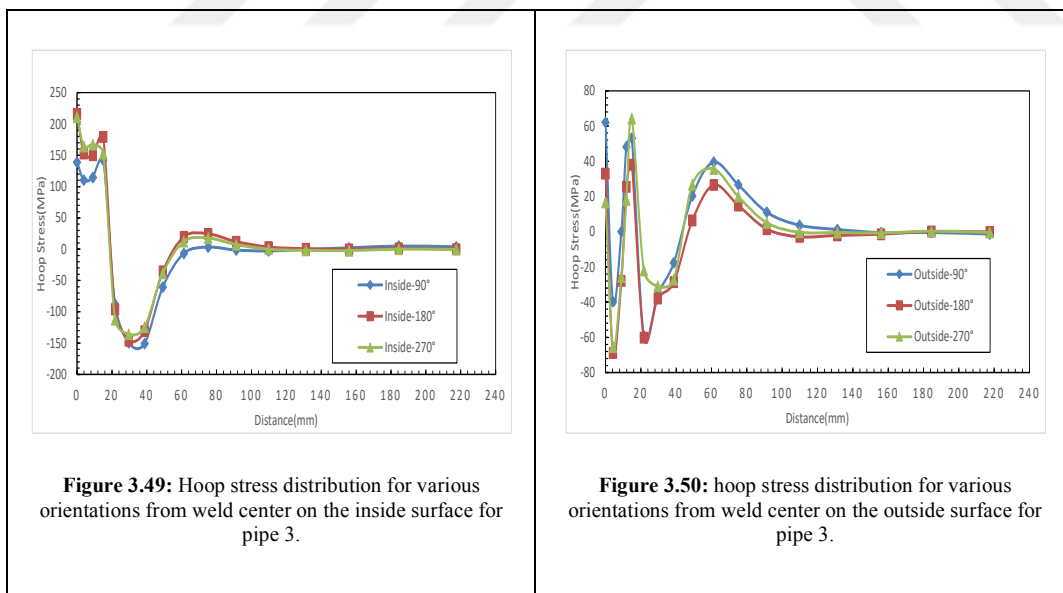 250
200
150
100
50
0
-50
-100
-150
-200
Hoop Stress(MPa)
0 20 40 60 80 100 120 140 160 180 200 220 240
Distance(mm)
Inside-90°
Inside-180°
Inside-270°
Figure 3.49: Hoop stress distribution for various
orientations from weld center on the inside surface for
pipe 3.
80
60
40
20
0
-20
-40
-60
-80
Hoop Stress(MPa)
0 20 40 60 80 100 120 140 160 180 200 220
Distance(mm)
Outside-90°
Outside-180°
Outside-270°
Figure 3.50: hoop stress distribution for various
orientations from weld center on the outside surface for
pipe 3.